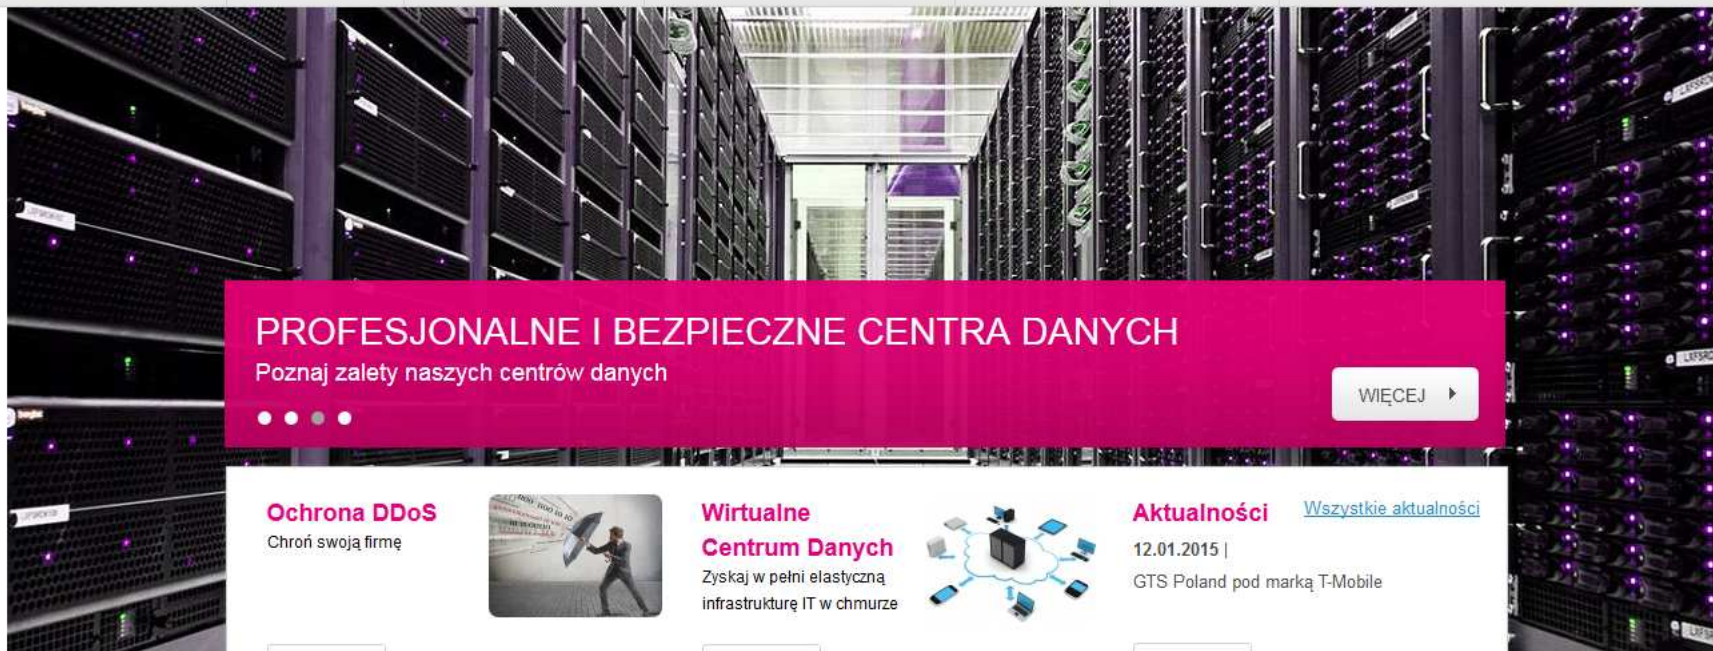 PROFESJONALNE I BEZPIECZNE CENTRA DANYCH
Poznaj zalety naszych centrów danych
WIĘCEJ
Ochrona DDoS
Chroń swoją firmę
Wirtualne
Centrum Danych
Zyskaj w pełni elastyczną
infrastrukturę IT w chmurze
Aktualności
Wszystkie aktualności
12.01.2015 |
GTS Poland pod marką T-Mobile